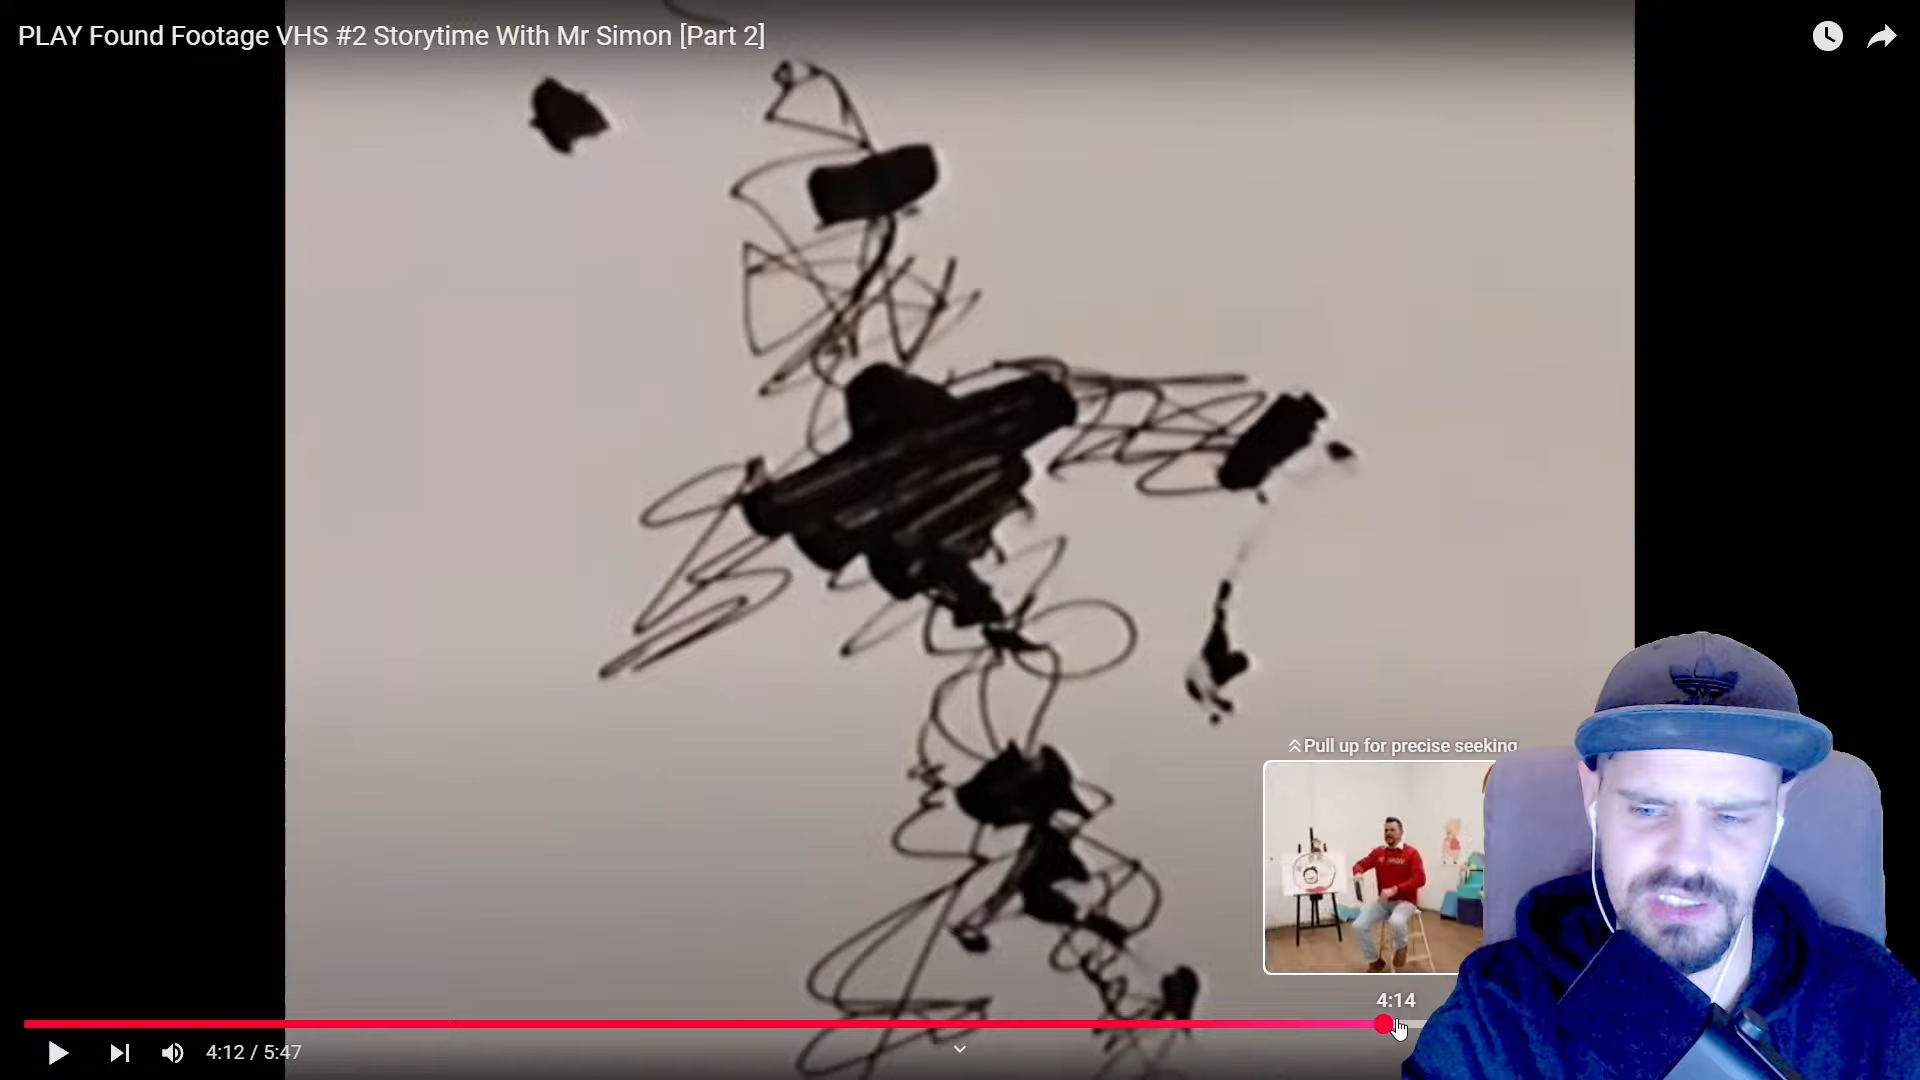 PLAY Found Footage VHS #2 Storytime With Mr Simon [Part 2]
Pull up for precise seeking
4:14
4:12 / 5:47